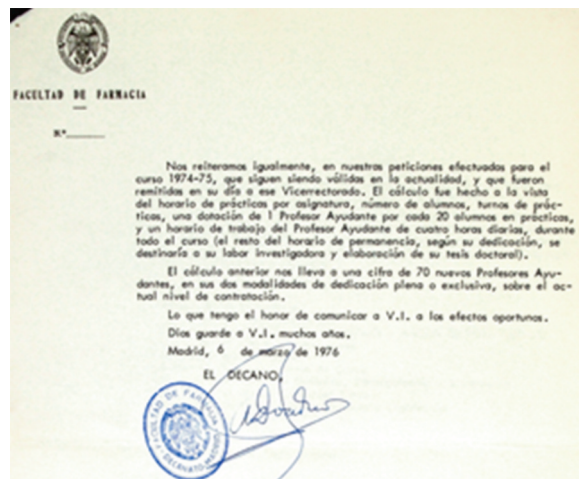 FACULTAD DE FARMACIA
N.º
Nos reiteramos igualmente, en nuestras peticiones efectuadas para el
curso 1974-75, que siguen siendo válidas en la actualidad, y que fueron
remitidas en su día a ese Vicerrectorado. El cálculo fue hecho a la vista
del horario de prácticas por asignatura, número de alumnos, turnos de prác-
ticas, una dotación de 1 Profesor Ayudante por cada 20 alumnos en prácticas,
y un horario de trabajo del Profesor Ayudante de cuatro horas diarias, durante
todo el curso (el resto del horario de permanencia, según su dedicación, se
destinaría a su labor investigadora y elaboración de su tesis doctoral).
El cálculo anterior nos lleva a una cifra de 70 nuevos Profesores Ayu-
dantes, en sus dos modalidades de dedicación plena o exclusiva, sobre el ac-
tual nivel de contratación.
Lo que tengo el honor de comunicar a V.I. a los efectos oportunos.
Dios guarde a V.I. muchos años.
Madrid, 6 de marzo de 1976
EL DECANO,
FACULTAD DE FARMACIA
DECANATO MADRID